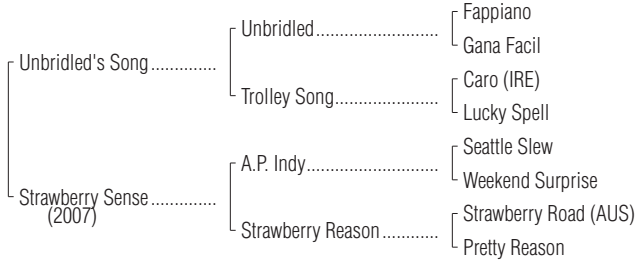 Fappiano
Unbridled
Gana Facil
Unbridled's Song
Caro (IRE)
Trolley Song
Lucky Spell
Seattle Slew
A.P. Indy
Weekend Surprise
Strawberry Sense
(2007)
Strawberry Road (AUS)
Strawberry Reason
Pretty Reason